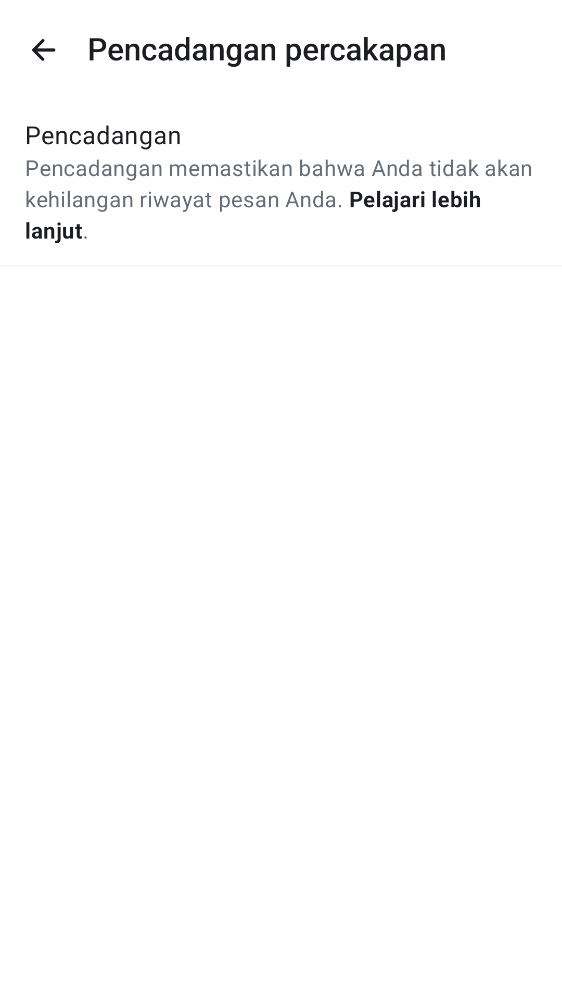 Pencadangan percakapan
Pencadangan
Pencadangan memastikan bahwa Anda tidak akan
kehilangan riwayat pesan Anda. Pelajari lebih
lanjut.